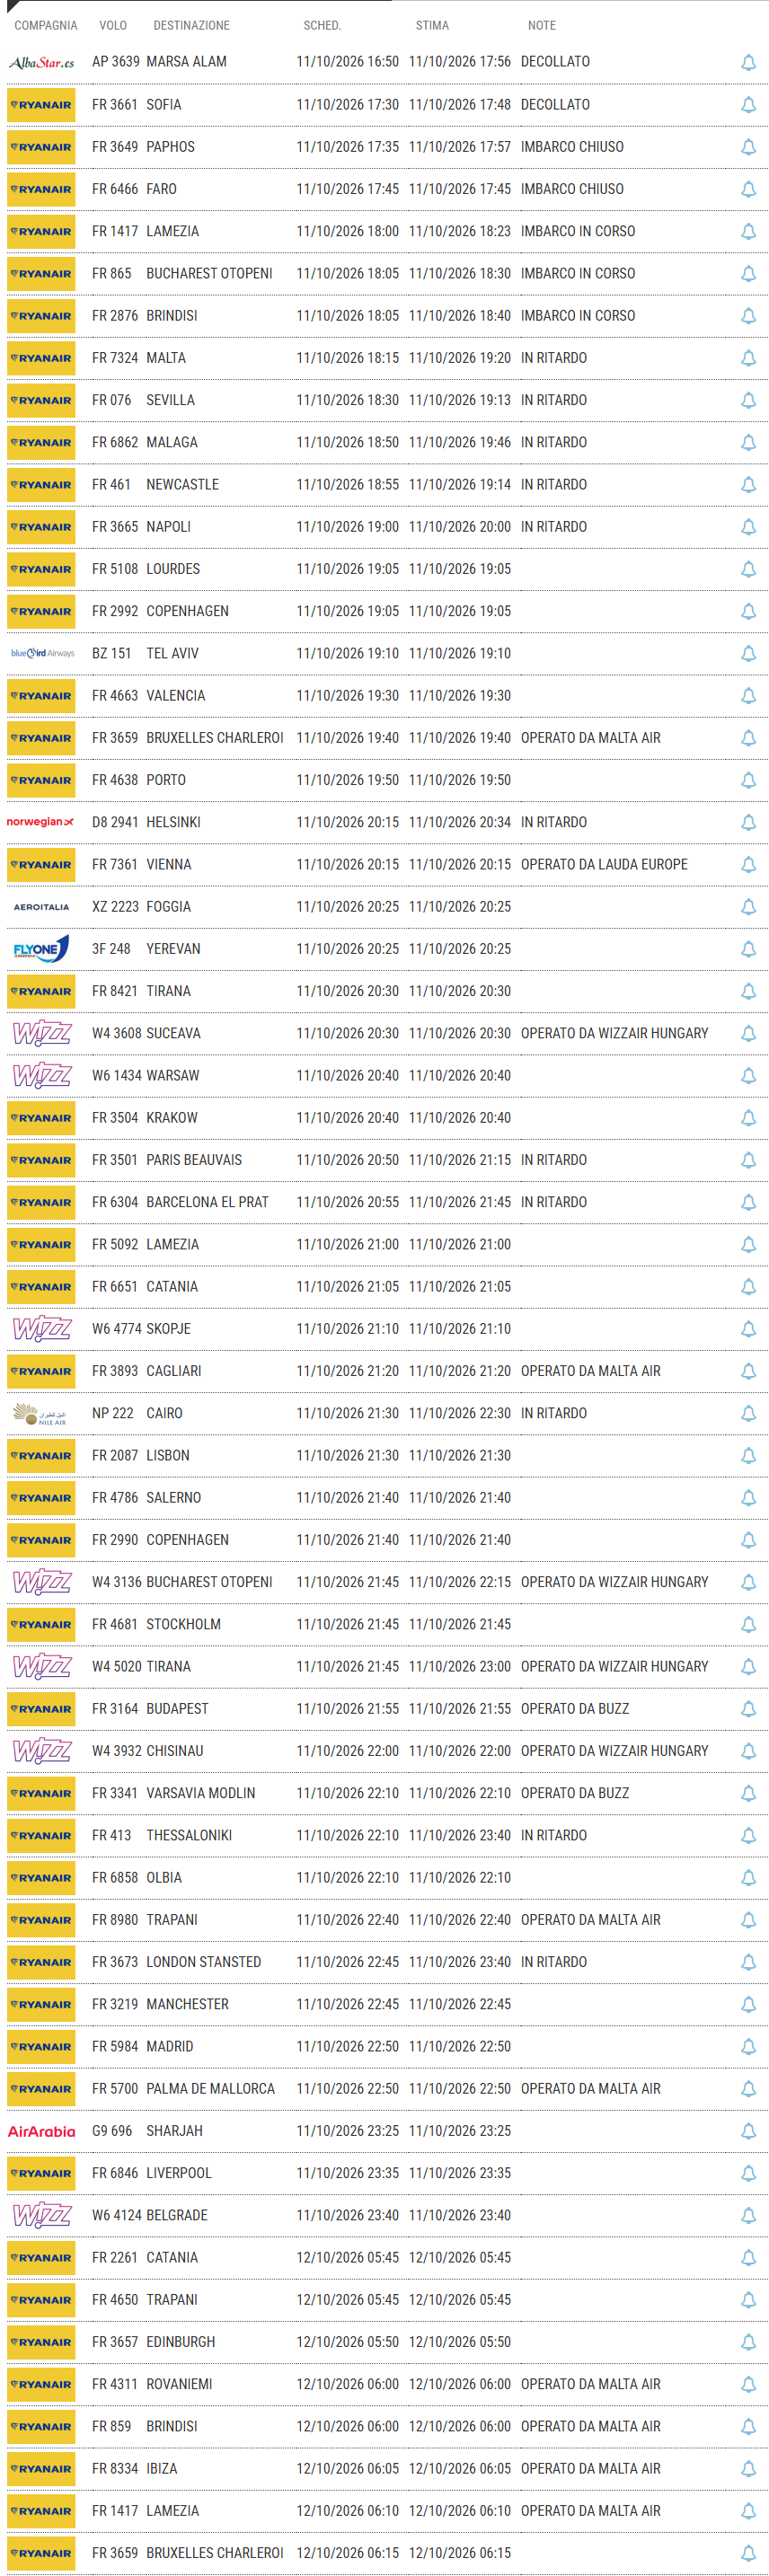 COMPAGNIA VOLO DESTINAZIONE SCHED. STIMA NOTE
AlbaStar.es AP 3639 MARSA ALAM 11/10/2026 16:50 11/10/2026 17:56 DECOLLATO
RYANAIR FR 3661 SOFIA 11/10/2026 17:30 11/10/2026 17:48 DECOLLATO
RYANAIR FR 3649 PAPHOS 11/10/2026 17:35 11/10/2026 17:57 IMBARCO CHIUSO
RYANAIR FR 6466 FARO 11/10/2026 17:45 11/10/2026 17:45 IMBARCO CHIUSO
RYANAIR FR 1417 LAMEZIA 11/10/2026 18:00 11/10/2026 18:23 IMBARCO IN CORSO
RYANAIR FR 865 BUCHAREST OTOPENI 11/10/2026 18:05 11/10/2026 18:30 IMBARCO IN CORSO
RYANAIR FR 2876 BRINDISI 11/10/2026 18:05 11/10/2026 18:40 IMBARCO IN CORSO
RYANAIR FR 7324 MALTA 11/10/2026 18:15 11/10/2026 19:20 IN RITARDO
RYANAIR FR 076 SEVILLA 11/10/2026 18:30 11/10/2026 19:13 IN RITARDO
RYANAIR FR 6862 MALAGA 11/10/2026 18:50 11/10/2026 19:46 IN RITARDO
RYANAIR FR 461 NEWCASTLE 11/10/2026 18:55 11/10/2026 19:14 IN RITARDO
RYANAIR FR 3665 NAPOLI 11/10/2026 19:00 11/10/2026 20:00 IN RITARDO
RYANAIR FR 5108 LOURDES 11/10/2026 19:05 11/10/2026 19:05
RYANAIR FR 2992 COPENHAGEN 11/10/2026 19:05 11/10/2026 19:05
blueBird Airways BZ 151 TEL AVIV 11/10/2026 19:10 11/10/2026 19:10
RYANAIR FR 4663 VALENCIA 11/10/2026 19:30 11/10/2026 19:30
RYANAIR FR 3659 BRUXELLES CHARLEROI 11/10/2026 19:40 11/10/2026 19:40 OPERATO DA MALTA AIR
RYANAIR FR 4638 PORTO 11/10/2026 19:50 11/10/2026 19:50
norwegian D8 2941 HELSINKI 11/10/2026 20:15 11/10/2026 20:34 IN RITARDO
RYANAIR FR 7361 VIENNA 11/10/2026 20:15 11/10/2026 20:15 OPERATO DA LAUDA EUROPE
AEROITALIA XZ 2223 FOGGIA 11/10/2026 20:25 11/10/2026 20:25
FLYONE 3F 248 YEREVAN 11/10/2026 20:25 11/10/2026 20:25
RYANAIR FR 8421 TIRANA 11/10/2026 20:30 11/10/2026 20:30
WIZZ W4 3608 SUCEAVA 11/10/2026 20:30 11/10/2026 20:30 OPERATO DA WIZZAIR HUNGARY
WIZZ W6 1434 WARSAW 11/10/2026 20:40 11/10/2026 20:40
RYANAIR FR 3504 KRAKOW 11/10/2026 20:40 11/10/2026 20:40
RYANAIR FR 3501 PARIS BEAUVAIS 11/10/2026 20:50 11/10/2026 21:15 IN RITARDO
RYANAIR FR 6304 BARCELONA EL PRAT 11/10/2026 20:55 11/10/2026 21:45 IN RITARDO
RYANAIR FR 5092 LAMEZIA 11/10/2026 21:00 11/10/2026 21:00
RYANAIR FR 6651 CATANIA 11/10/2026 21:05 11/10/2026 21:05
WIZZ W6 4774 SKOPJE 11/10/2026 21:10 11/10/2026 21:10
RYANAIR FR 3893 CAGLIARI 11/10/2026 21:20 11/10/2026 21:20 OPERATO DA MALTA AIR
النيل للطيران NILE AIR NP 222 CAIRO 11/10/2026 21:30 11/10/2026 22:30 IN RITARDO
RYANAIR FR 2087 LISBON 11/10/2026 21:30 11/10/2026 21:30
RYANAIR FR 4786 SALERNO 11/10/2026 21:40 11/10/2026 21:40
RYANAIR FR 2990 COPENHAGEN 11/10/2026 21:40 11/10/2026 21:40
WIZZ W4 3136 BUCHAREST OTOPENI 11/10/2026 21:45 11/10/2026 22:15 OPERATO DA WIZZAIR HUNGARY
RYANAIR FR 4681 STOCKHOLM 11/10/2026 21:45 11/10/2026 21:45
WIZZ W4 5020 TIRANA 11/10/2026 21:45 11/10/2026 23:00 OPERATO DA WIZZAIR HUNGARY
RYANAIR FR 3164 BUDAPEST 11/10/2026 21:55 11/10/2026 21:55 OPERATO DA BUZZ
WIZZ W4 3932 CHISINAU 11/10/2026 22:00 11/10/2026 22:00 OPERATO DA WIZZAIR HUNGARY
RYANAIR FR 3341 VARSAVIA MODLIN 11/10/2026 22:10 11/10/2026 22:10 OPERATO DA BUZZ
RYANAIR FR 413 THESSALONIKI 11/10/2026 22:10 11/10/2026 23:40 IN RITARDO
RYANAIR FR 6858 OLBIA 11/10/2026 22:10 11/10/2026 22:10
RYANAIR FR 8980 TRAPANI 11/10/2026 22:40 11/10/2026 22:40 OPERATO DA MALTA AIR
RYANAIR FR 3673 LONDON STANSTED 11/10/2026 22:45 11/10/2026 23:40 IN RITARDO
RYANAIR FR 3219 MANCHESTER 11/10/2026 22:45 11/10/2026 22:45
RYANAIR FR 5984 MADRID 11/10/2026 22:50 11/10/2026 22:50
RYANAIR FR 5700 PALMA DE MALLORCA 11/10/2026 22:50 11/10/2026 22:50 OPERATO DA MALTA AIR
AirArabia G9 696 SHARJAH 11/10/2026 23:25 11/10/2026 23:25
RYANAIR FR 6846 LIVERPOOL 11/10/2026 23:35 11/10/2026 23:35
WIZZ W6 4124 BELGRADE 11/10/2026 23:40 11/10/2026 23:40
RYANAIR FR 2261 CATANIA 12/10/2026 05:45 12/10/2026 05:45
RYANAIR FR 4650 TRAPANI 12/10/2026 05:45 12/10/2026 05:45
RYANAIR FR 3657 EDINBURGH 12/10/2026 05:50 12/10/2026 05:50
RYANAIR FR 4311 ROVANIEMI 12/10/2026 06:00 12/10/2026 06:00 OPERATO DA MALTA AIR
RYANAIR FR 859 BRINDISI 12/10/2026 06:00 12/10/2026 06:00 OPERATO DA MALTA AIR
RYANAIR FR 8334 IBIZA 12/10/2026 06:05 12/10/2026 06:05 OPERATO DA MALTA AIR
RYANAIR FR 1417 LAMEZIA 12/10/2026 06:10 12/10/2026 06:10 OPERATO DA MALTA AIR
RYANAIR FR 3659 BRUXELLES CHARLEROI 12/10/2026 06:15 12/10/2026 06:15